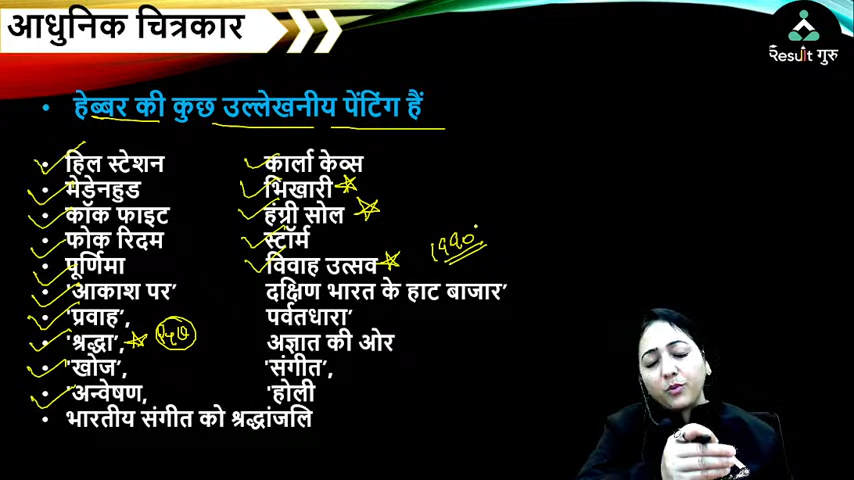 आधुनिक चित्रकार
Result गुरु
• हेब्बर की कुछ उल्लेखनीय पेंटिंग हैं
• हिल स्टेशन
• मेडेनहुड
• कॉक फाइट
• फोक रिदम
• पूर्णिमा
• 'आकाश पर'
• 'प्रवाह',
• 'श्रद्धा',
• 'खोज',
• 'अन्वेषण,
• भारतीय संगीत को श्रद्धांजलि
कार्ला केव्स
भिखारी
हंग्री सोल
स्टॉर्म
विवाह उत्सव
दक्षिण भारत के हाट बाजार'
पर्वतधारा'
अज्ञात की ओर
'संगीत',
'होली